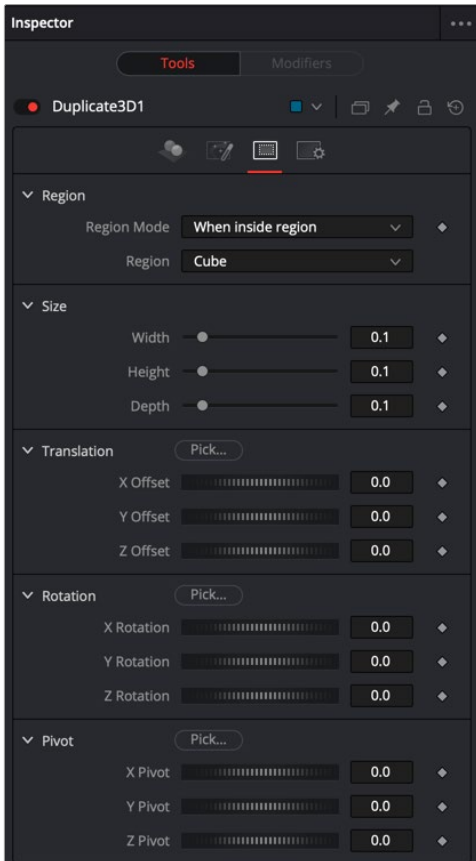 Inspector
Tools Modifiers
Duplicate3D1
Region
Region Mode When inside region
Region Cube
Size
Width 0.1
Height 0.1
Depth 0.1
Translation Pick...
X Offset 0.0
Y Offset 0.0
Z Offset 0.0
Rotation Pick...
X Rotation 0.0
Y Rotation 0.0
Z Rotation 0.0
Pivot Pick...
X Pivot 0.0
Y Pivot 0.0
Z Pivot 0.0